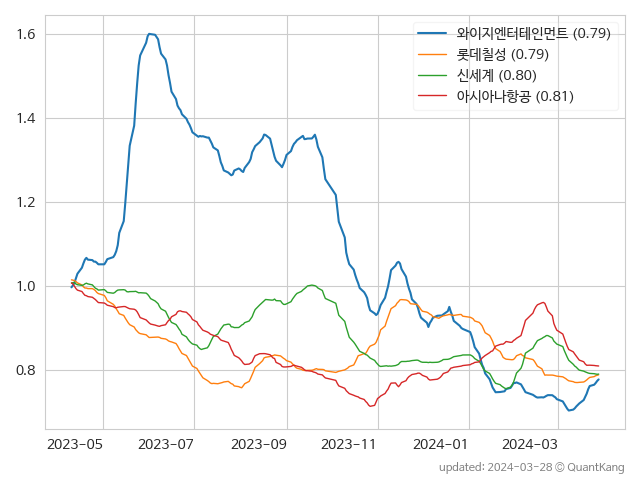 1.6
1.4
1.2
1.0
0.8
와이지엔터테인먼트 (0.79)
롯데칠성 (0.79)
신세계 (0.80)
아시아나항공 (0.81)
2023-05 2023-07 2023-09 2023-11 2024-01 2024-03
updated: 2024-03-28 © QuantKang